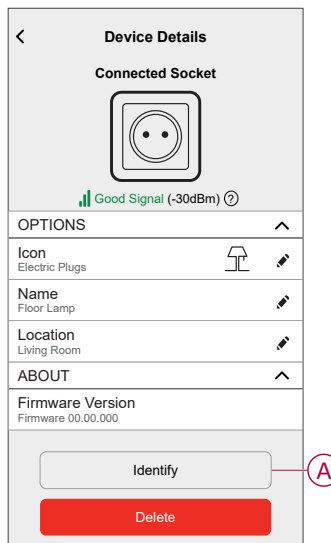 Device Details
Connected Socket
Good Signal (-30dBm) ?
OPTIONS
Icon
Electric Plugs
Name
Floor Lamp
Location
Living Room
ABOUT
Firmware Version
Firmware 00.00.000
Identify
A
Delete